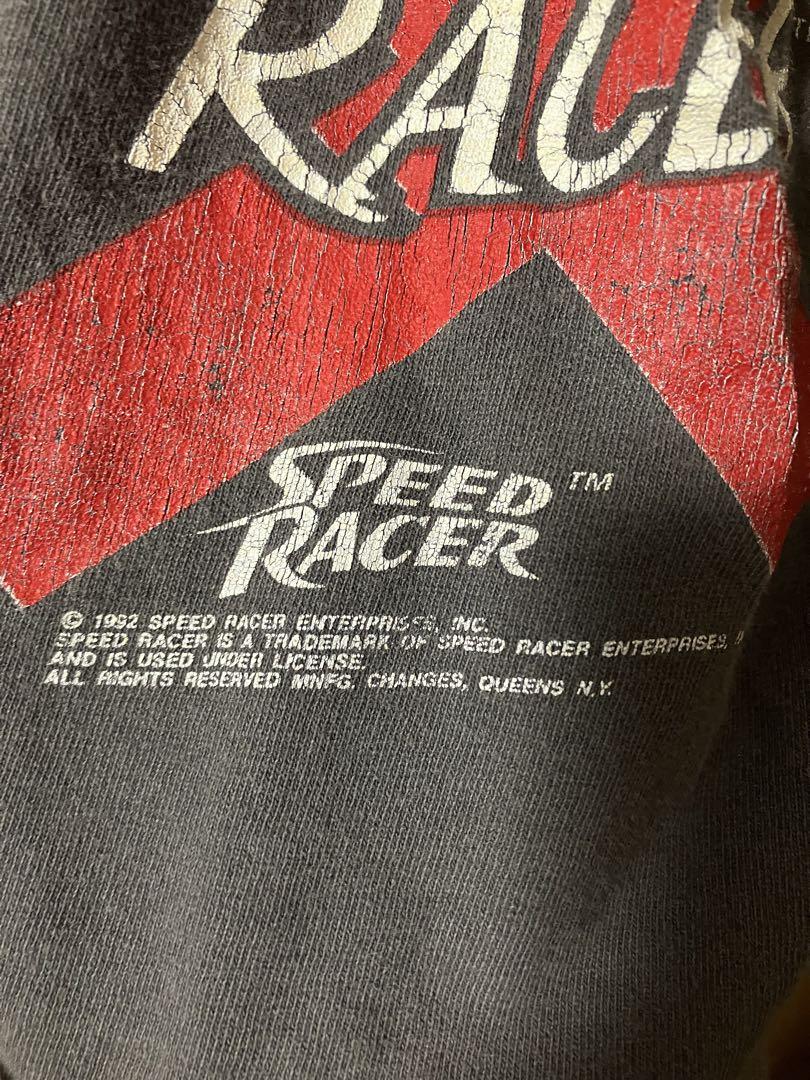 RACE
SPEED ™
RACER
© 1992 SPEED RACER ENTERPRISES, INC.
SPEED RACER IS A TRADEMARK OF SPEED RACER ENTERPRISES,
AND IS USED UNDER LICENSE.
ALL RIGHTS RESERVED MNFG. CHANGES, QUEENS N.Y.